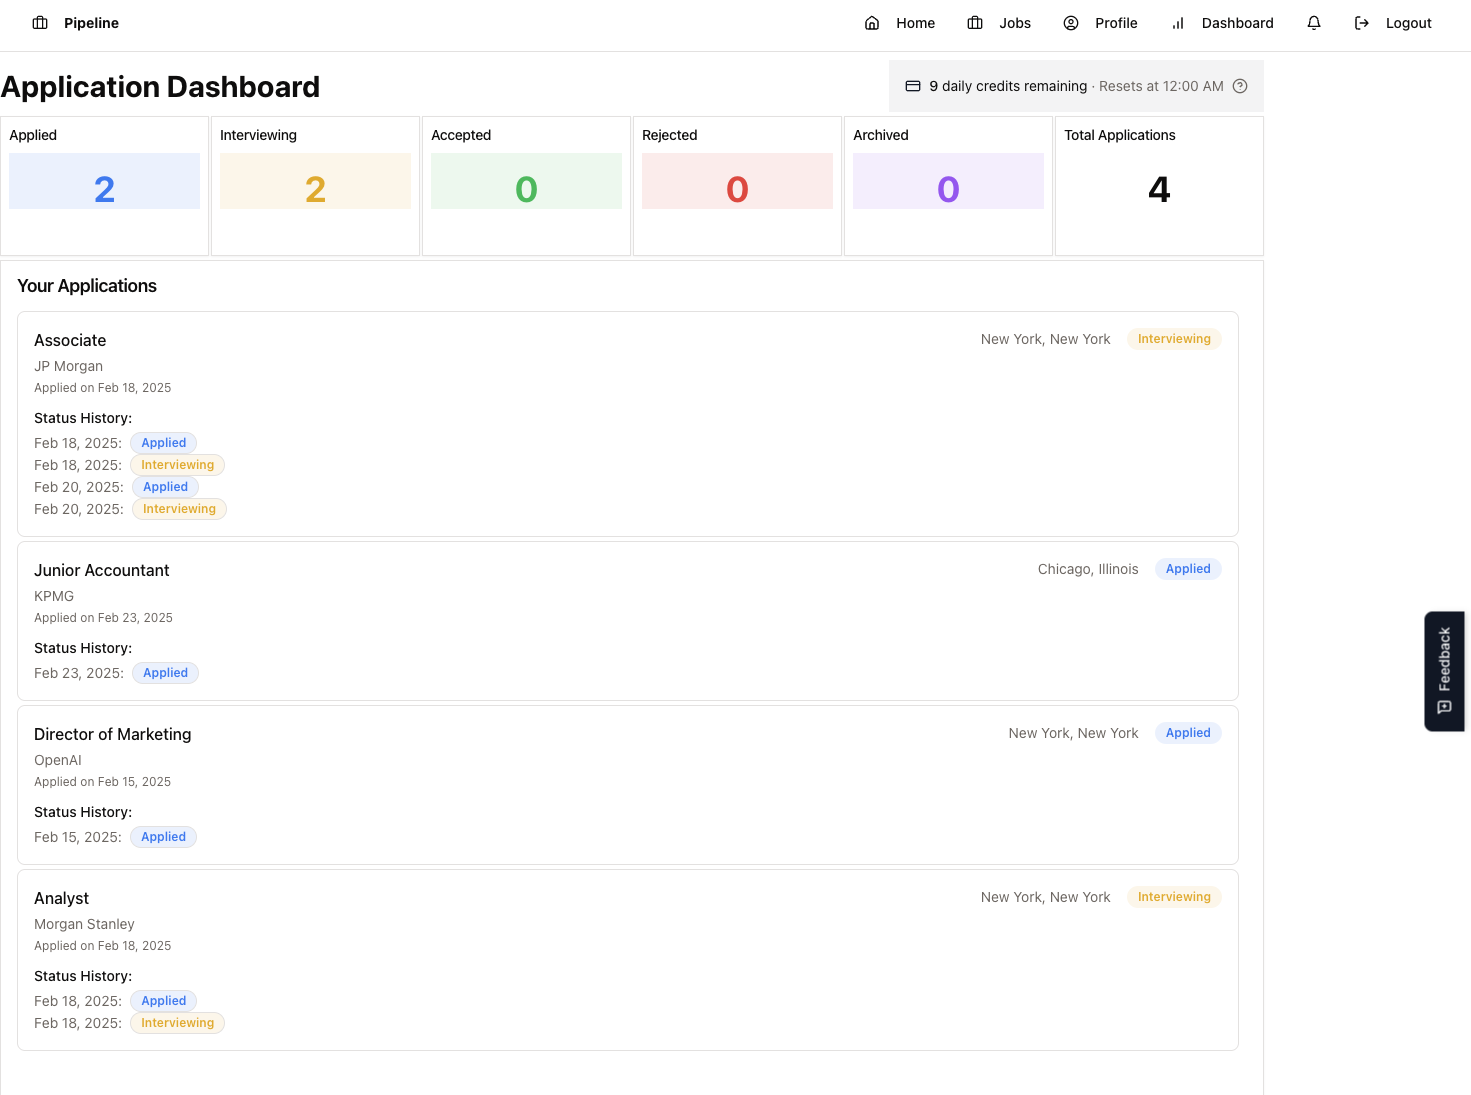 Pipeline
Home
Jobs
Profile
Dashboard
Logout
Application Dashboard
9 daily credits remaining · Resets at 12:00 AM
Applied
2
Interviewing
2
Accepted
0
Rejected
0
Archived
0
Total Applications
4
Your Applications
Associate
New York, New York
Interviewing
JP Morgan
Applied on Feb 18, 2025
Status History:
Feb 18, 2025: Applied
Feb 18, 2025: Interviewing
Feb 20, 2025: Applied
Feb 20, 2025: Interviewing
Junior Accountant
Chicago, Illinois
Applied
KPMG
Applied on Feb 23, 2025
Status History:
Feb 23, 2025: Applied
Director of Marketing
New York, New York
Applied
OpenAI
Applied on Feb 15, 2025
Status History:
Feb 15, 2025: Applied
Analyst
New York, New York
Interviewing
Morgan Stanley
Applied on Feb 18, 2025
Status History:
Feb 18, 2025: Applied
Feb 18, 2025: Interviewing
Feedback